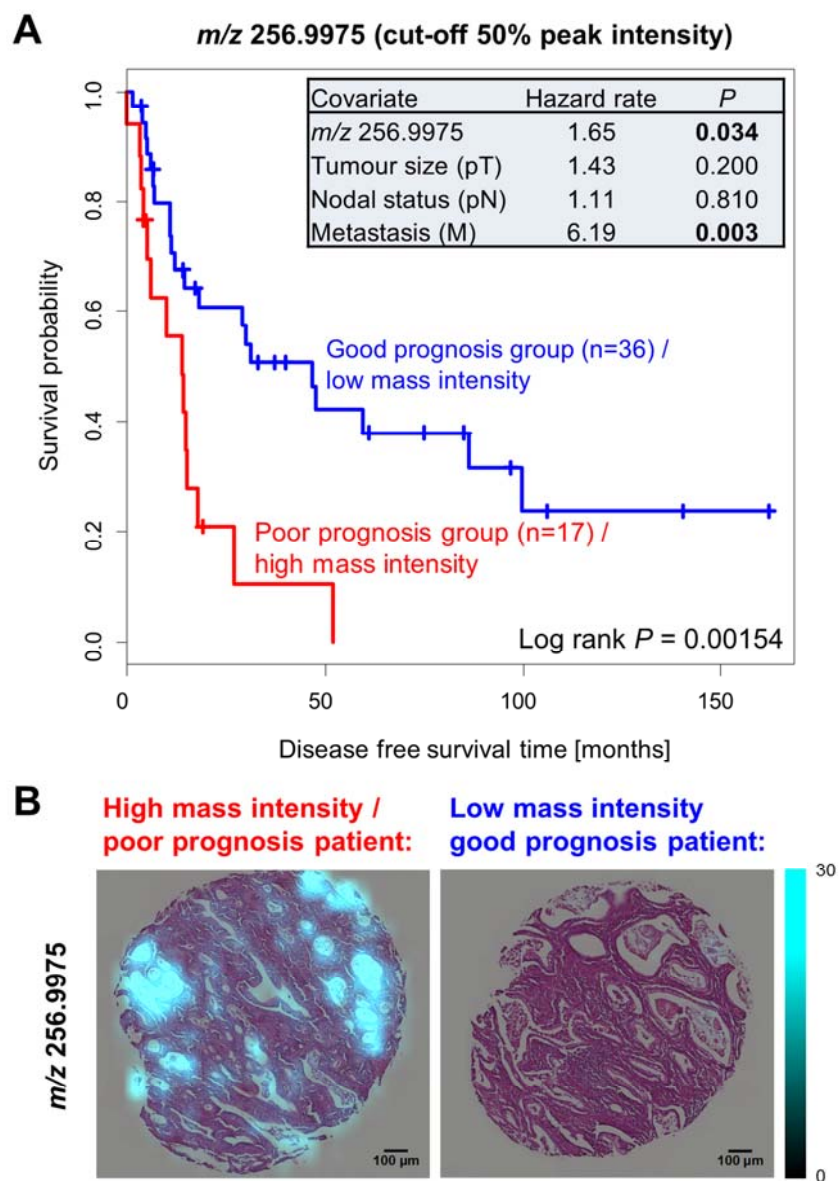 A
m/z 256.9975 (cut-off 50% peak intensity)
Covariate Hazard rate P
m/z 256.9975 1.65 0.034
Tumour size (pT) 1.43 0.200
Nodal status (pN) 1.11 0.810
Metastasis (M) 6.19 0.003
Survival probability
1.0
0.8
0.6
0.4
0.2
0.0
Good prognosis group (n=36) /
low mass intensity
Poor prognosis group (n=17) /
high mass intensity
Log rank P = 0.00154
0 50 100 150
Disease free survival time [months]
B
High mass intensity /
poor prognosis patient:
Low mass intensity
good prognosis patient:
m/z 256.9975
100 µm
100 µm
30
0